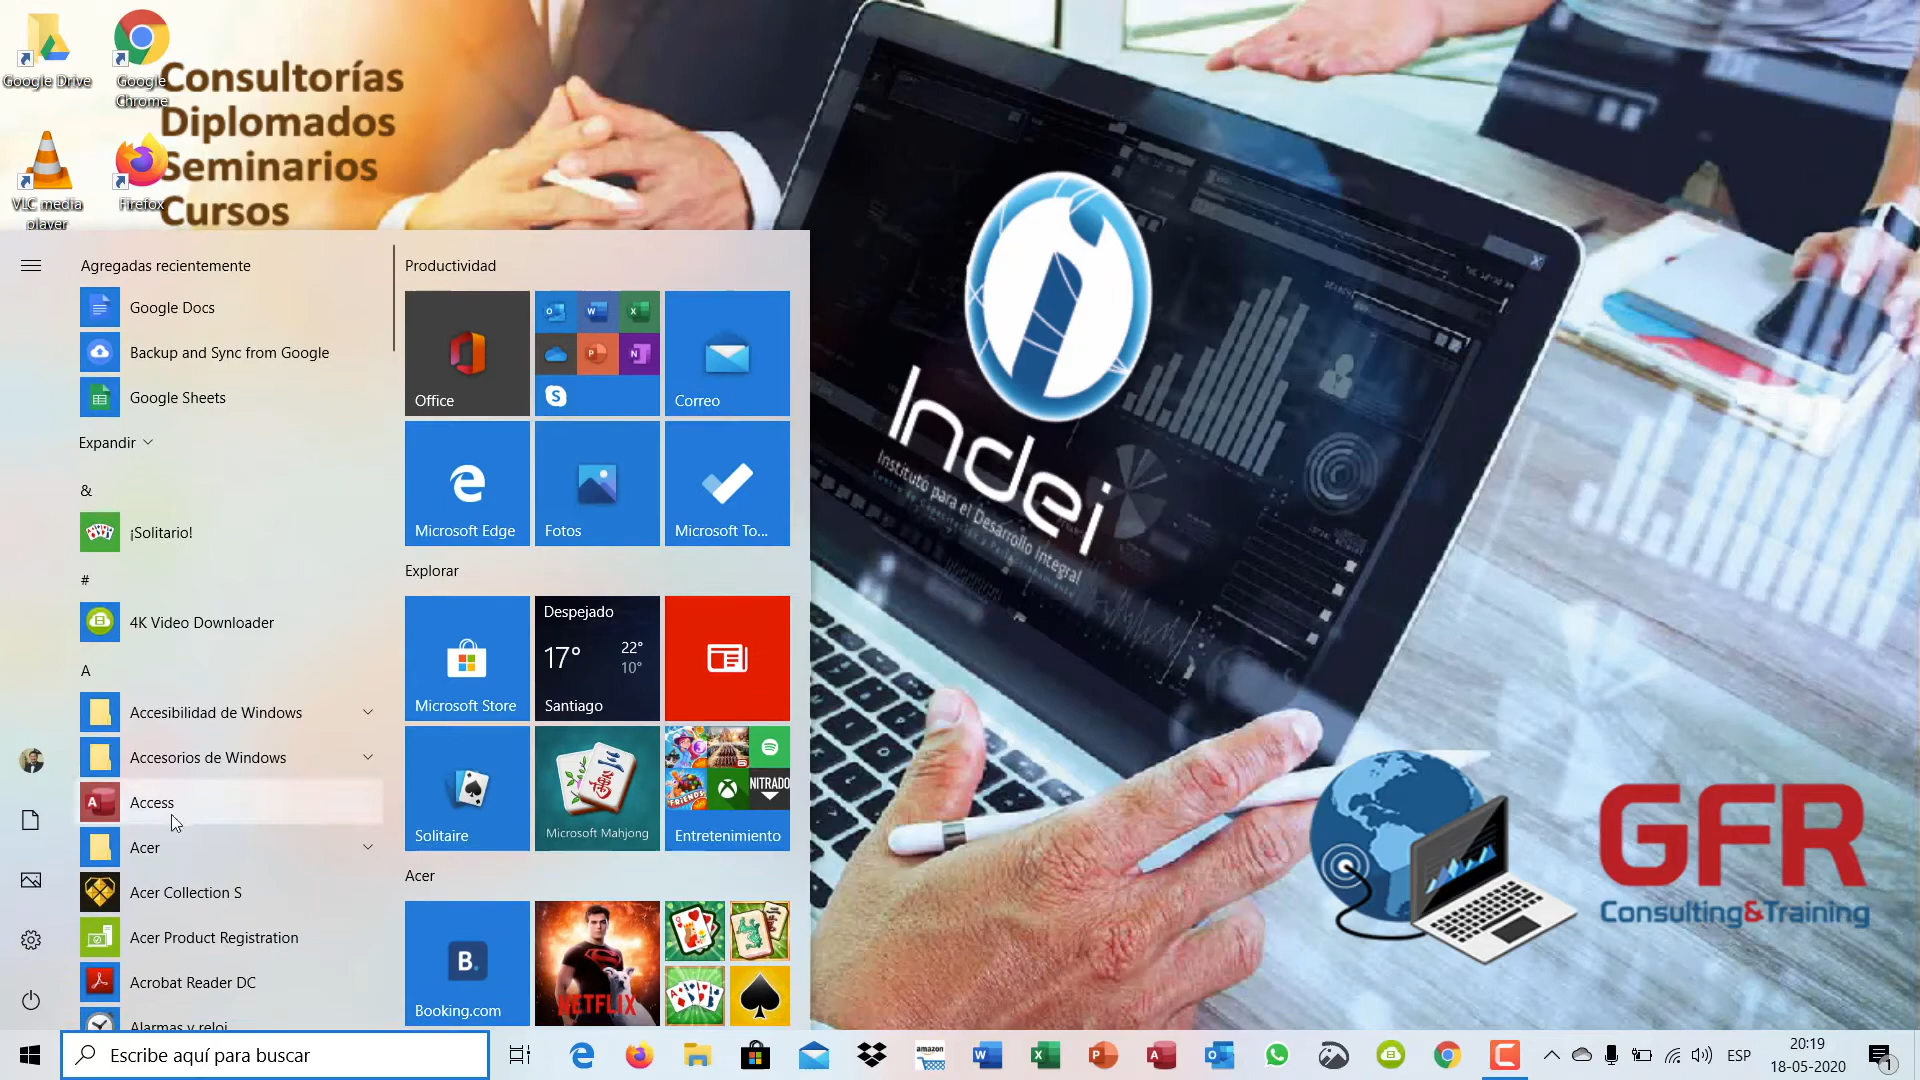 Google Drive
Google
Chrome
Consultorías
Diplomados
Seminarios
Cursos
VLC media
player
Firefox
Agregadas recientemente
Google Docs
Backup and Sync from Google
Google Sheets
Expandir
&
¡Solitario!
#
4K Video Downloader
A
Accesibilidad de Windows
Accesorios de Windows
Access
Acer
Acer Collection S
Acer Product Registration
Acrobat Reader DC
Alarmas y reloj
Productividad
Office
Correo
Microsoft Edge
Fotos
Microsoft To...
Explorar
Microsoft Store
Despejado
17°
22°
10°
Santiago
Solitaire
Microsoft Mahjong
FRIENDS
NITRADO
Entretenimiento
Acer
B.
Booking.com
NETFLIX
Indei
Instituto para el Desarrollo Integral
GFR
Consulting&Training
Escribe aquí para buscar
amazon
ESP
20:19
18-05-2020
1